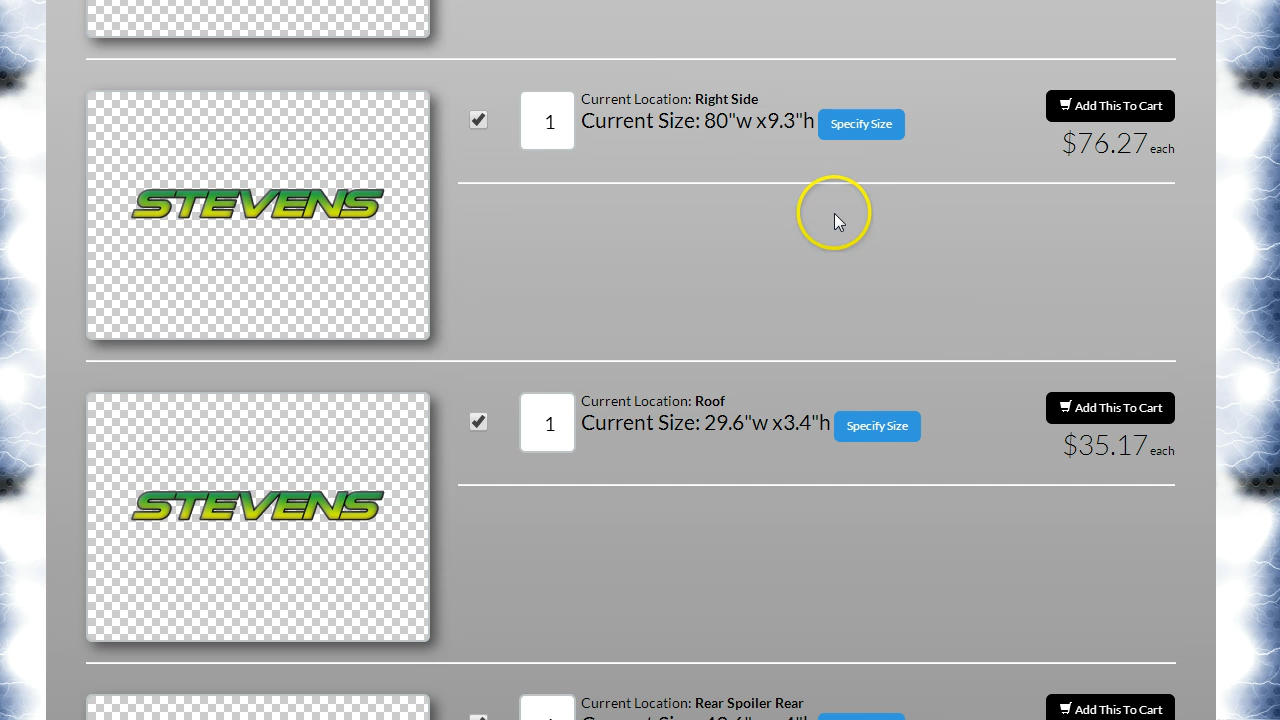 Current Location: Right Side
1
Current Size: 80"w x9.3"h
Specify Size
Add This To Cart
$76.27 each
STEVENS
Current Location: Roof
1
Current Size: 29.6"w x3.4"h
Specify Size
Add This To Cart
$35.17 each
STEVENS
Current Location: Rear Spoiler Rear
Add This To Cart